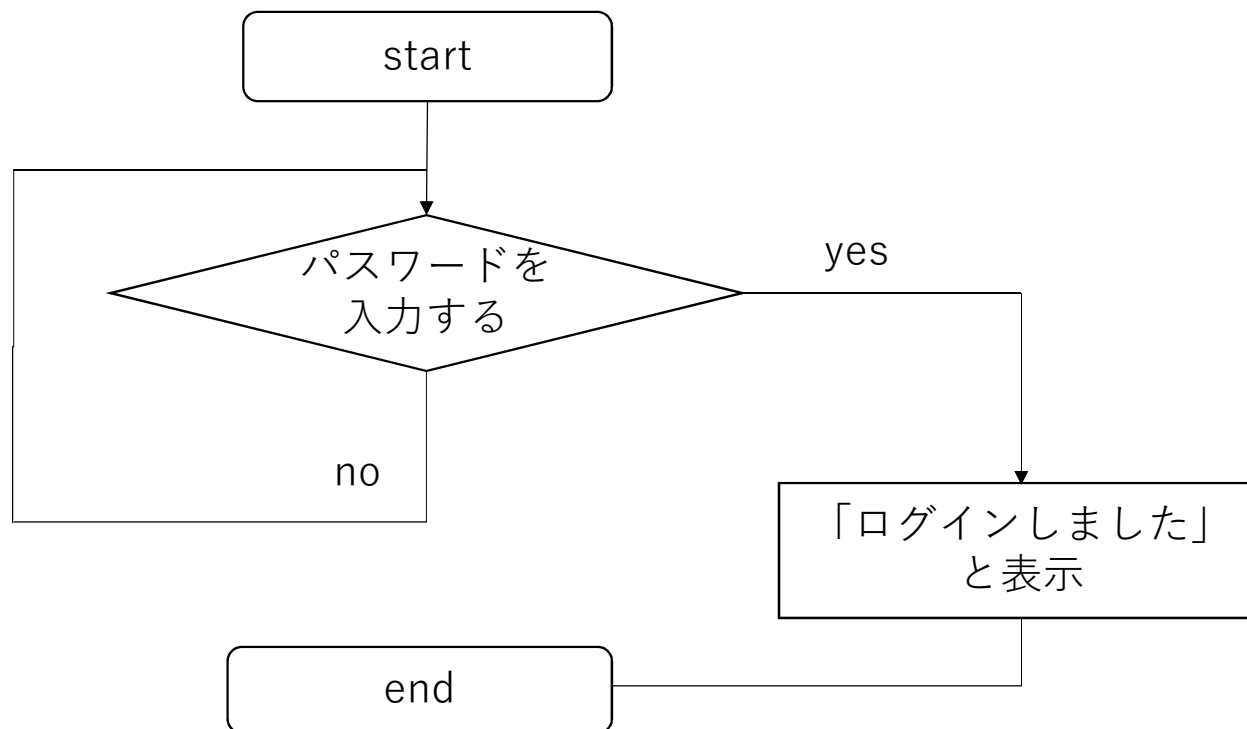 start
パスワードを
入力する
yes
no
「ログインしました」
と表示
end